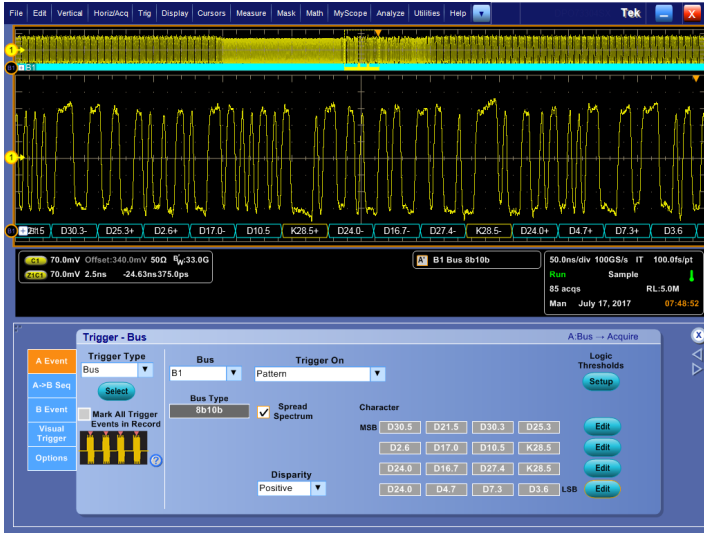 File Edit Vertical Horiz/Acq Trig Display Cursors Measure Mask Math MyScope Analyze Utilities Help Tek X
1
B1 B1
1
B1 D30.3- D25.3+ D2.6+ D17.0- D10.5 K28.5+ D24.0- D16.7- D27.4- K28.5- D24.0+ D4.7+ D7.3+ D3.6
C1 70.0mV Offset:340.0mV 50Ω BW:33.0G
Z1C1 70.0mV 2.5ns -24.63ns 375.0ps
A' B1 Bus 8b10b
50.0ns/div 100GS/s IT 100.0fs/pt
Run Sample
85 acqs RL:5.0M
Man July 17, 2017 07:48:52
Trigger - Bus A:Bus → Acquire X
A Event
A->B Seq
B Event
Visual
Trigger
Options
Trigger Type
Bus
Select
Mark All Trigger
Events in Record
?
Bus
B1
Trigger On
Pattern
Bus Type
8b10b
Spread
Spectrum
Disparity
Positive
Logic
Thresholds
Setup
Character
MSB D30.5 D21.5 D30.3 D25.3 Edit
D2.6 D17.0 D10.5 K28.5 Edit
D24.0 D16.7 D27.4 K28.5 Edit
D24.0 D4.7 D7.3 D3.6 LSB Edit